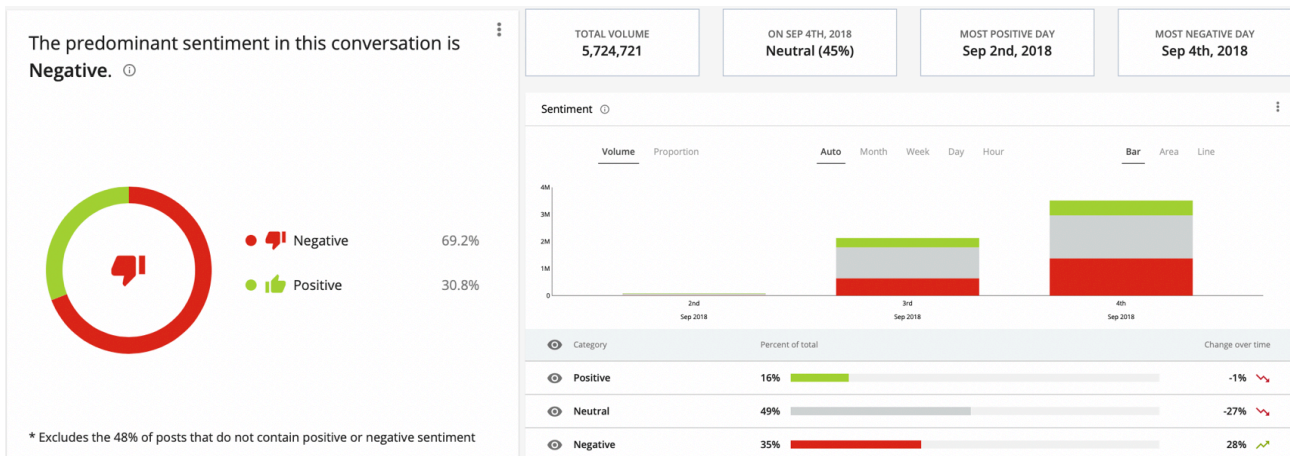 The predominant sentiment in this conversation is
Negative.
Negative 69.2%
Positive 30.8%
* Excludes the 48% of posts that do not contain positive or negative sentiment
TOTAL VOLUME
5,724,721
ON SEP 4TH, 2018
Neutral (45%)
MOST POSITIVE DAY
Sep 2nd, 2018
MOST NEGATIVE DAY
Sep 4th, 2018
Sentiment
Volume Proportion Auto Month Week Day Hour Bar Area Line
4M
3M
2M
1M
0
2nd 3rd 4th
Sep 2018 Sep 2018 Sep 2018
Category Percent of total Change over time
Positive 16% -1%
Neutral 49% -27%
Negative 35% 28%